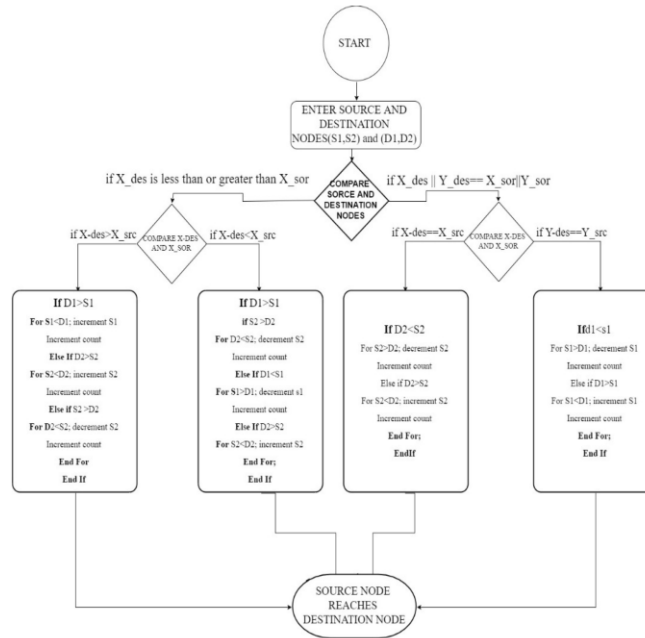 START
ENTER SOURCE AND
DESTINATION
NODES(S1,S2) and (D1,D2)
if X_des is less than or greater than X_sor
if X_des || Y_des== X_sor||Y_sor
COMPARE
SORCE AND
DESTINATION
NODES
if X-des>X_src
COMPARE X-DES
AND X_SOR
if X-des<X_src
if X-des==X_src
COMPARE X-DES
AND X_SOR
if Y-des==Y_src
If D1>S1
For S1<D1; increment S1
Increment count
Else If D2>S2
For S2<D2; increment S2
Increment count
Else if S2 >D2
For D2<S2; decrement S2
Increment count
End For
End If
If D1>S1
if S2 >D2
For D2<S2; decrement S2
Increment count
Else If D1<S1
For S1>D1; decrement s1
Increment count
Else If D2>S2
For S2<D2; increment S2
End For;
End If
If D2<S2
For S2>D2; decrement S2
Increment count
Else if D2>S2
For S2<D2; increment S2
Increment count
End For;
EndIf
Ifd1<s1
For S1>D1; decrement S1
Increment count
Else if D1>S1
For S1<D1; increment S1
Increment count
End For;
End If
SOURCE NODE
REACHES
DESTINATION NODE